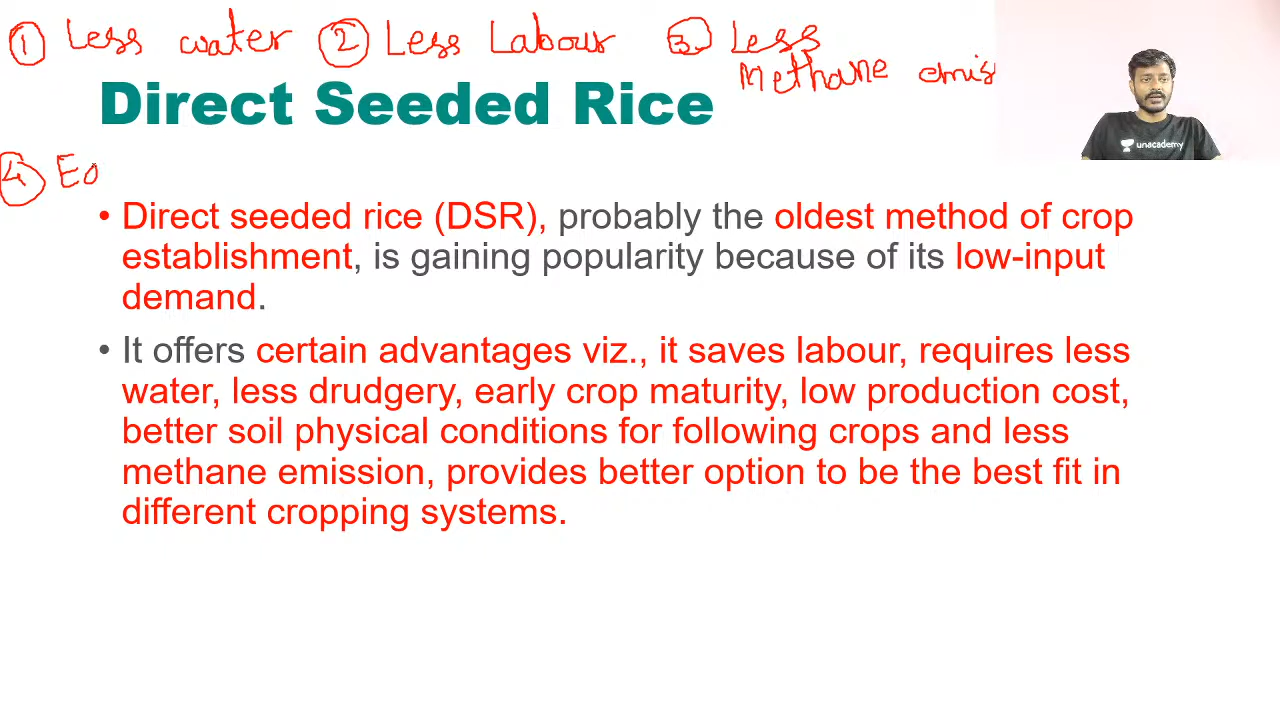 ① Less water ② Less Labour ③ Less
Methane emis
Direct Seeded Rice
unacademy
④
• Direct seeded rice (DSR), probably the oldest method of crop
establishment, is gaining popularity because of its low-input
demand.
• It offers certain advantages viz., it saves labour, requires less
water, less drudgery, early crop maturity, low production cost,
better soil physical conditions for following crops and less
methane emission, provides better option to be the best fit in
different cropping systems.